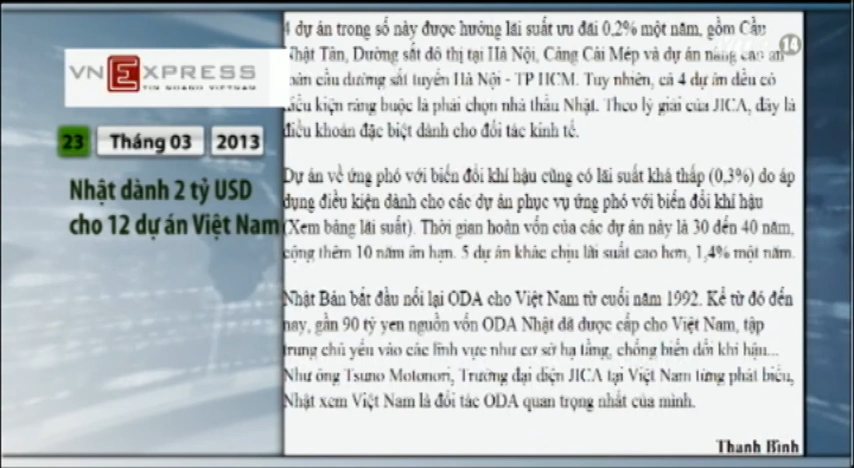 VNEXPRESS
TIN NHANH VIETNAM
23 Tháng 03 2013
Nhật dành 2 tỷ USD
cho 12 dự án Việt Nam
14
4 dự án trong số này được hưởng lãi suất ưu đãi 0,2% một năm, gồm Cầu
Nhật Tân, Đường sắt đô thị tại Hà Nội, Cảng Cái Mép và dự án nâng cao an
toàn cầu đường sắt tuyến Hà Nội - TP HCM. Tuy nhiên, cả 4 dự án đều có
điều kiện ràng buộc là phải chọn nhà thầu Nhật. Theo lý giải của JICA, đây là
điều khoản đặc biệt dành cho đối tác kinh tế.
Dự án về ứng phó với biến đổi khí hậu cũng có lãi suất khá thấp (0,3%) do áp
dụng điều kiện dành cho các dự án phục vụ ứng phó với biến đổi khí hậu
(Xem bảng lãi suất). Thời gian hoàn vốn của các dự án này là 30 đến 40 năm,
cộng thêm 10 năm ân hạn. 5 dự án khác chịu lãi suất cao hơn, 1,4% một năm.
Nhật Bản bắt đầu nối lại ODA cho Việt Nam từ cuối năm 1992. Kể từ đó đến
nay, gần 90 tỷ yen nguồn vốn ODA Nhật đã được cấp cho Việt Nam, tập
trung chủ yếu vào các lĩnh vực như cơ sở hạ tầng, chống biến đổi khí hậu...
Như ông Tsuno Motonori, Trưởng đại diện JICA tại Việt Nam từng phát biểu,
Nhật xem Việt Nam là đối tác ODA quan trọng nhất của mình.
Thanh Bình